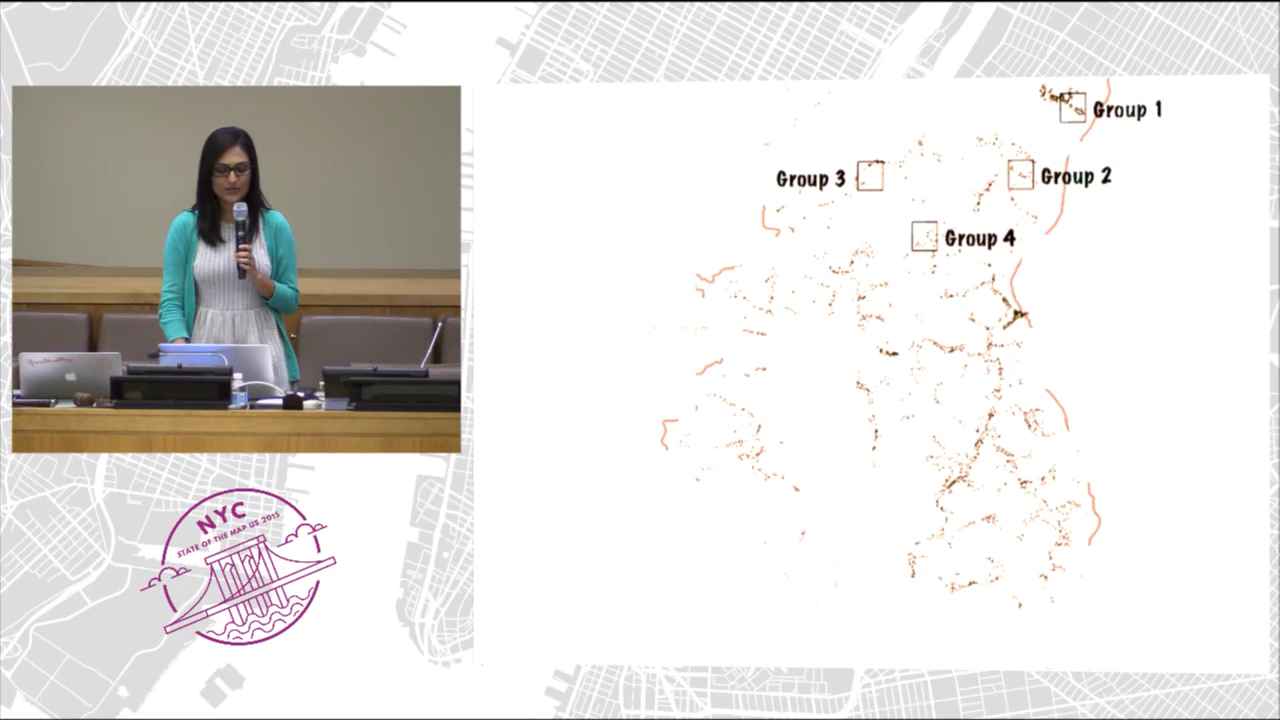 Group 1
Group 3
Group 2
Group 4
NYC
STATE OF THE MAP US 2015